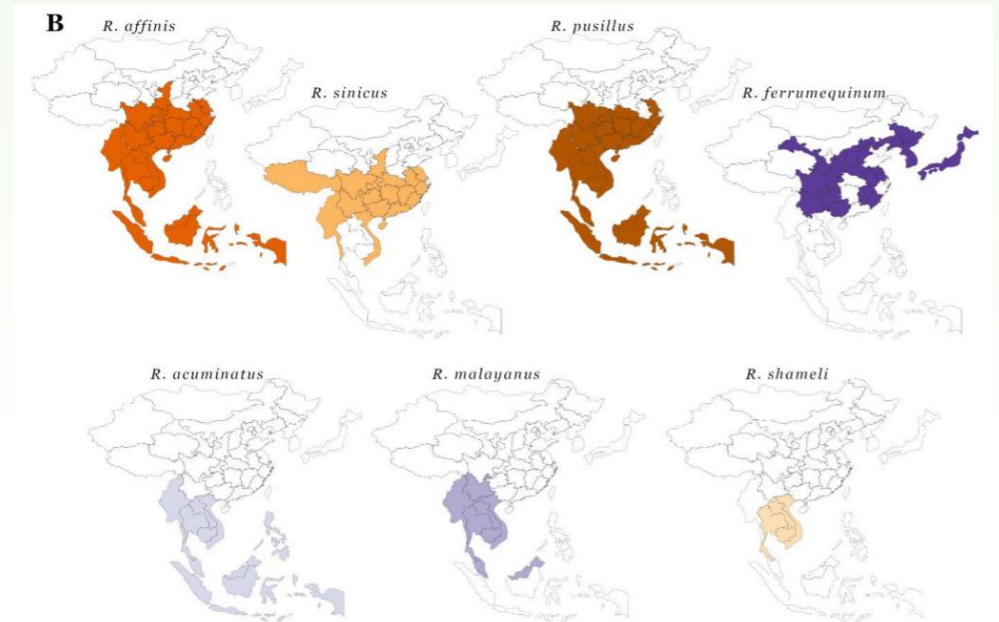 B
R. affinis
R. pusillus
R. sinicus
R. ferrumequinum
R. acuminatus
R. malayanus
R. shameli